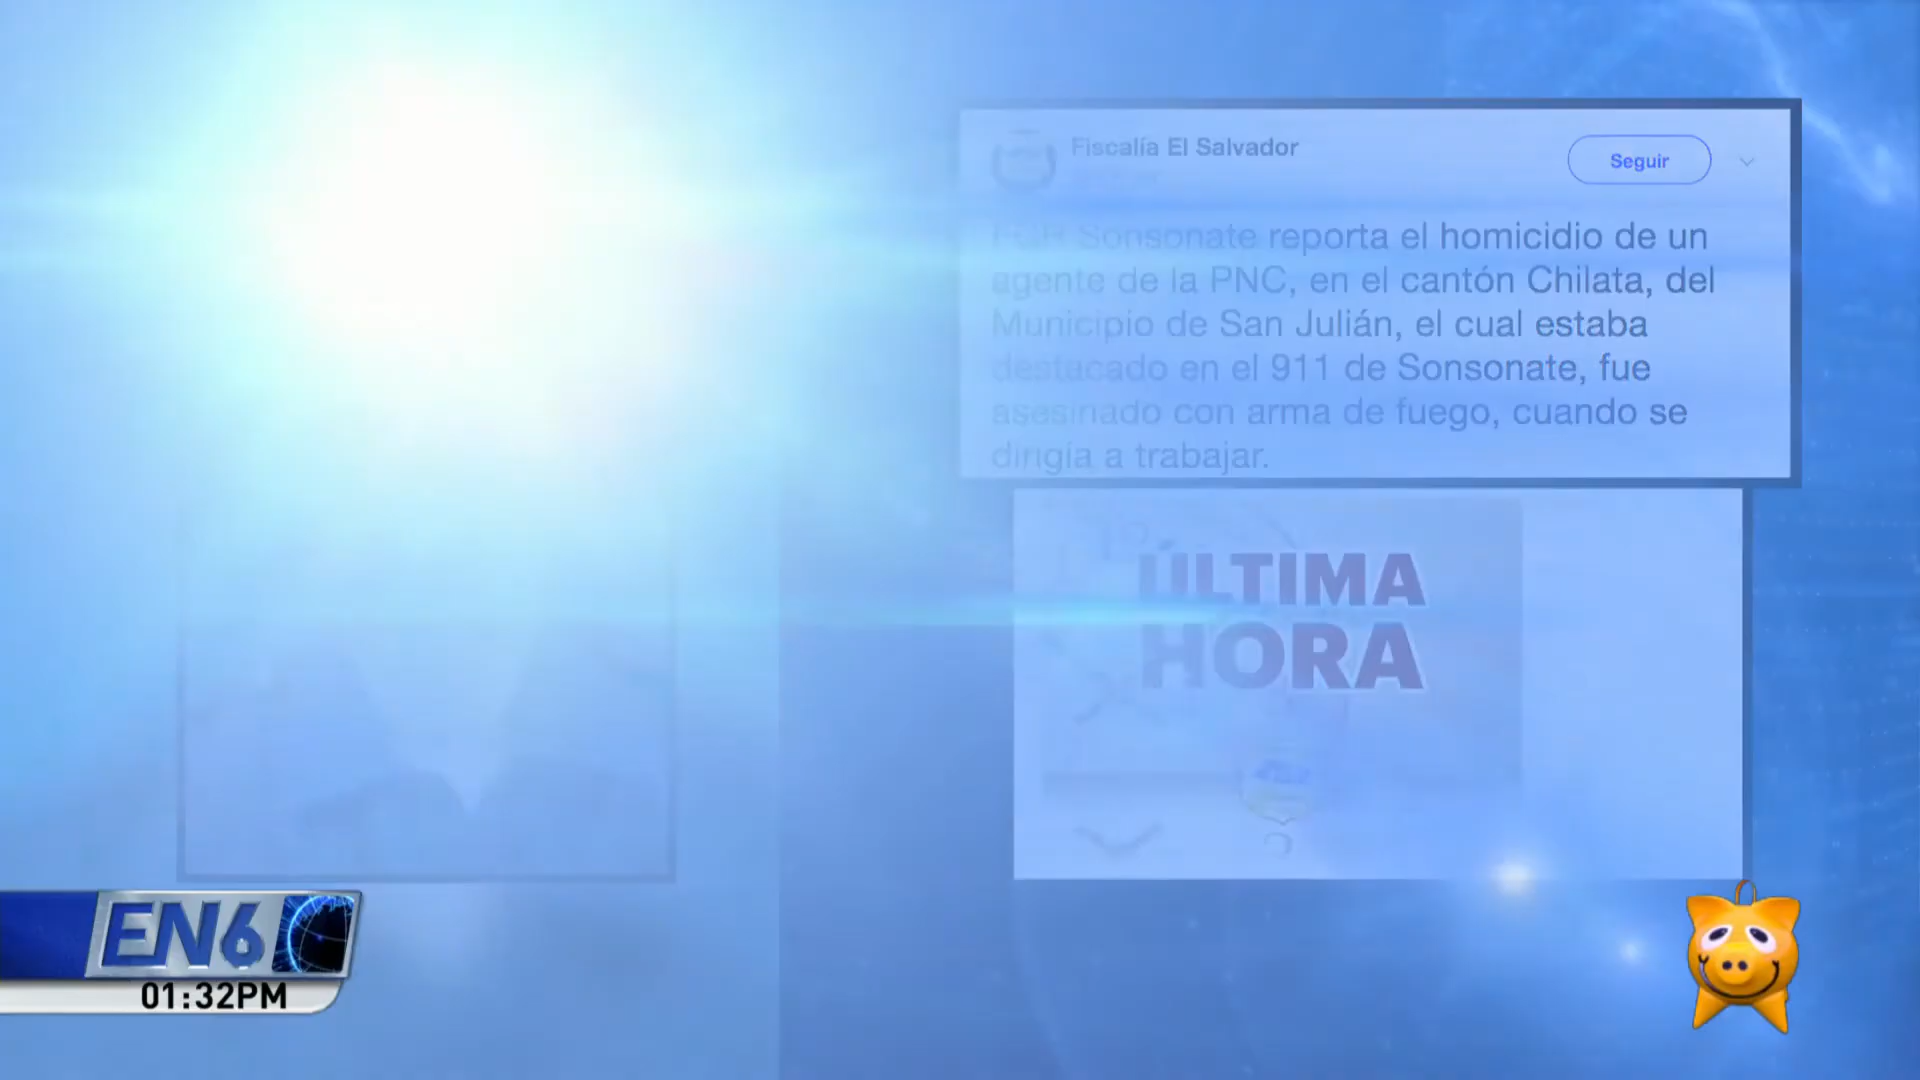 Fiscalía El Salvador
Seguir
FGR Sonsonate reporta el homicidio de un
agente de la PNC, en el cantón Chilata, del
Municipio de San Julián, el cual estaba
destacado en el 911 de Sonsonate, fue
asesinado con arma de fuego, cuando se
dirigía a trabajar.
ÚLTIMA
HORA
EN6
01:32PM